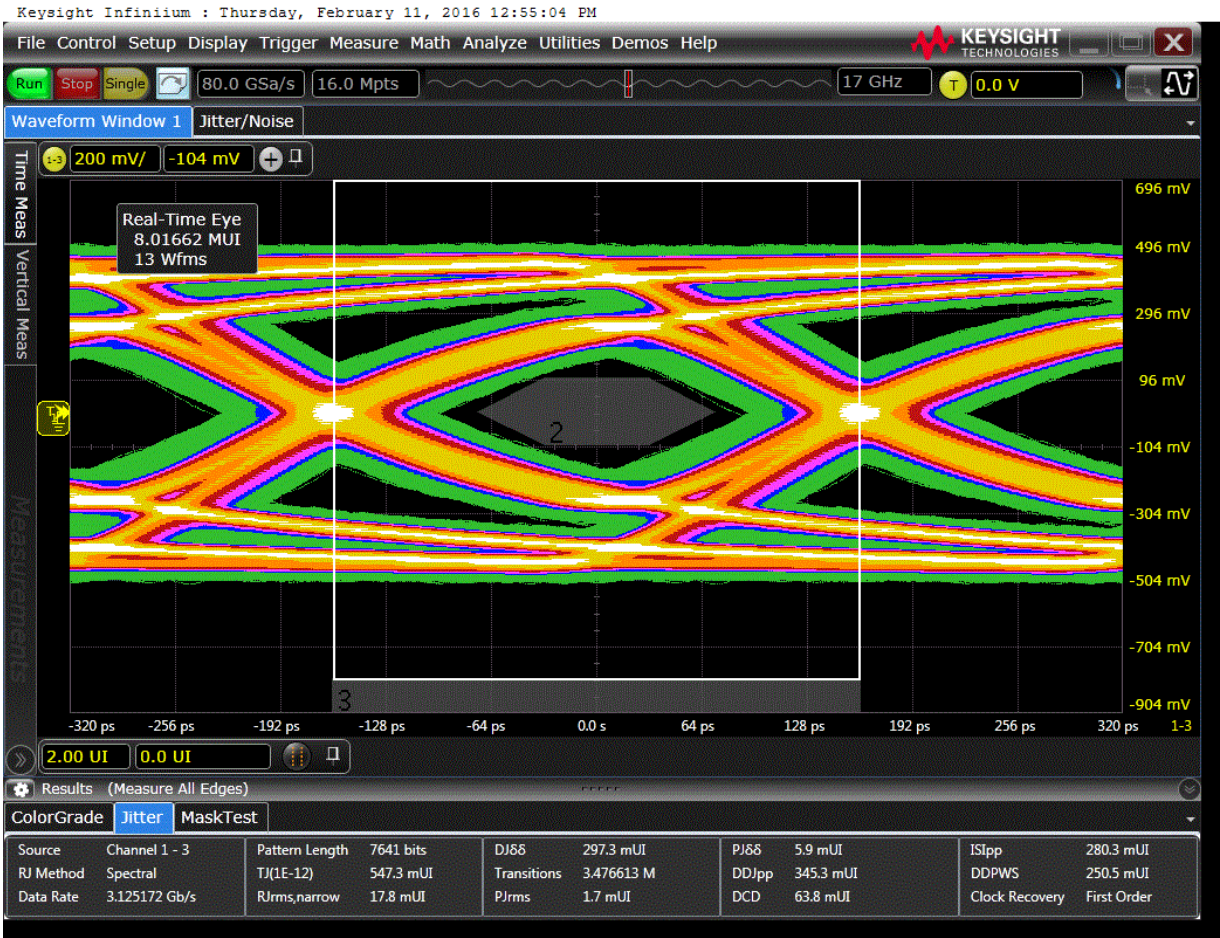 Keysight Infiniium : Thursday, February 11, 2016 12:55:04 PM
File Control Setup Display Trigger Measure Math Analyze Utilities Demos Help
KEYSIGHT
TECHNOLOGIES
Run Stop Single 80.0 GSa/s 16.0 Mpts 17 GHz T 0.0 V
Waveform Window 1 Jitter/Noise
1-3 200 mV/ -104 mV
Time Meas
Vertical Meas
Measurements
Real-Time Eye
8.01662 MUI
13 Wfms
696 mV
496 mV
296 mV
96 mV
-104 mV
-304 mV
-504 mV
-704 mV
-904 mV
2
3
-320 ps -256 ps -192 ps -128 ps -64 ps 0.0 s 64 ps 128 ps 192 ps 256 ps 320 ps 1-3
2.00 UI 0.0 UI
Results (Measure All Edges)
ColorGrade Jitter MaskTest
Source Channel 1 - 3 Pattern Length 7641 bits DJδδ 297.3 mUI PJδδ 5.9 mUI ISIpp 280.3 mUI
RJ Method Spectral TJ(1E-12) 547.3 mUI Transitions 3.476613 M DDJpp 345.3 mUI DDPWS 250.5 mUI
Data Rate 3.125172 Gb/s RJrms,narrow 17.8 mUI PJrms 1.7 mUI DCD 63.8 mUI Clock Recovery First Order